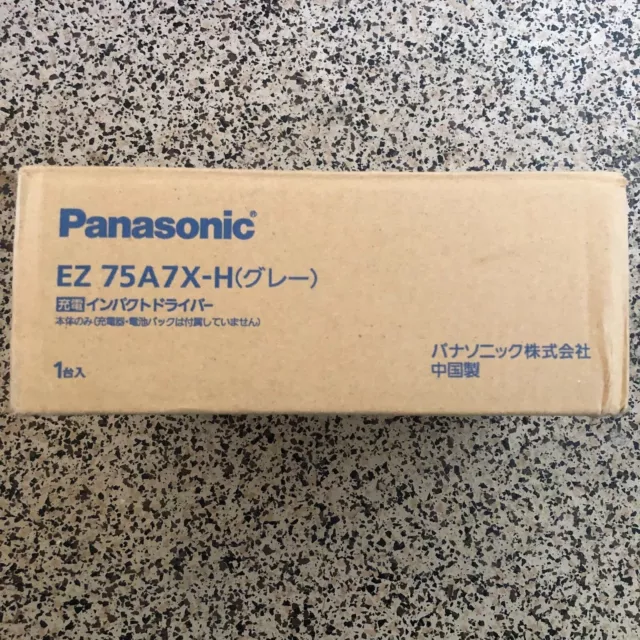 Panasonic®
EZ 75A7X-H(グレー)
充電インパクトドライバー
本体のみ(充電器・電池パックは付属していません)
1台入
パナソニック株式会社
中国製